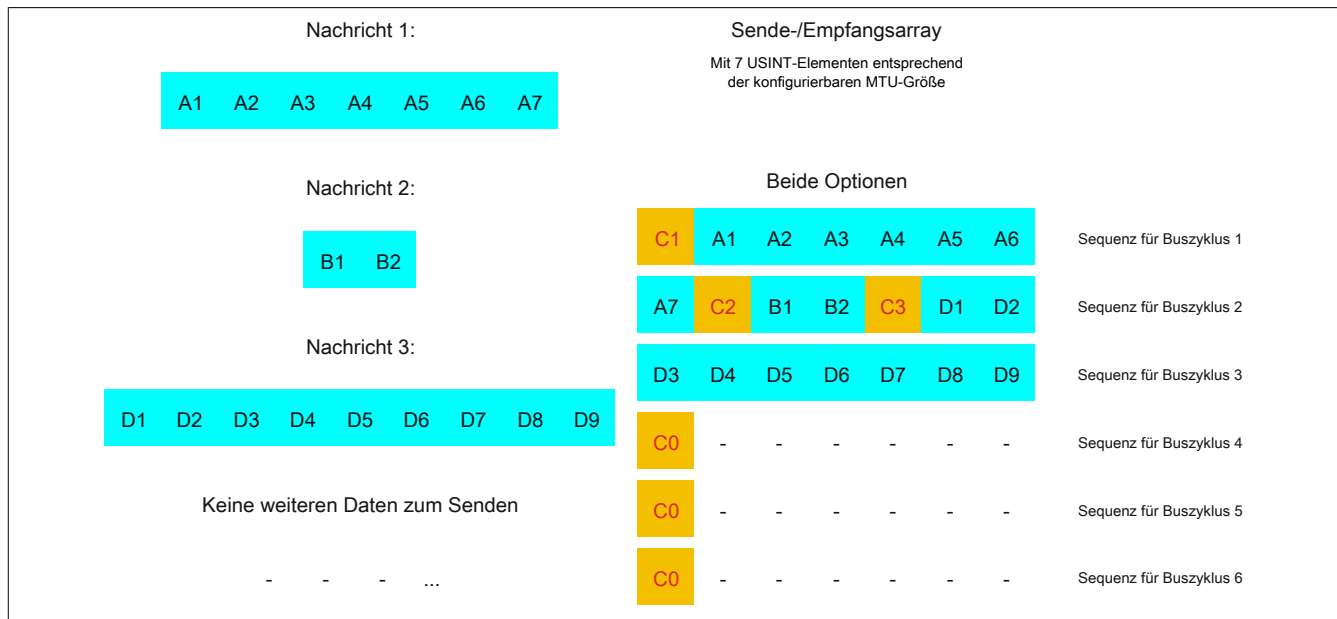 Nachricht 1:
A1 A2 A3 A4 A5 A6 A7
Nachricht 2:
B1 B2
Nachricht 3:
D1 D2 D3 D4 D5 D6 D7 D8 D9
Keine weiteren Daten zum Senden
- - - ...
Sende-/Empfangsarray
Mit 7 USINT-Elementen entsprechend
der konfigurierbaren MTU-Größe
Beide Optionen
C1 A1 A2 A3 A4 A5 A6 Sequenz für Buszyklus 1
A7 C2 B1 B2 C3 D1 D2 Sequenz für Buszyklus 2
D3 D4 D5 D6 D7 D8 D9 Sequenz für Buszyklus 3
C0 - - - - - - Sequenz für Buszyklus 4
C0 - - - - - - Sequenz für Buszyklus 5
C0 - - - - - - Sequenz für Buszyklus 6